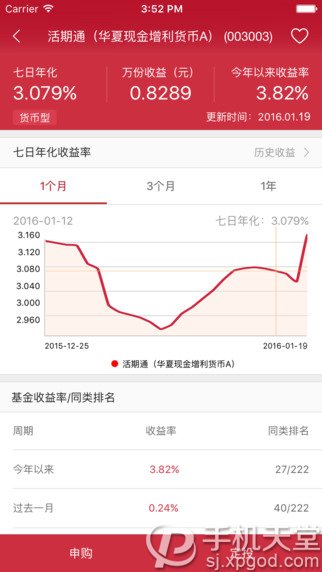 Carrier 3:52 PM
活期通（华夏现金增利货币A） (003003)
七日年化 万份收益（元） 今年以来收益率
3.079% 0.8289 3.82%
货币型 更新时间：2016.01.19
七日年化收益率 历史收益
1个月 3个月 1年
2016-01-12 七日年化：3.079%
3.160
3.120
3.080
3.040
3.000
2.960
2015-12-25 2016-01-19
活期通（华夏现金增利货币A）
基金收益率/同类排名
周期 收益率 同类排名
今年以来 3.82% 27/222
过去一月 0.24% 40/222
申购 定投
手机天堂
sj.xpgod.com